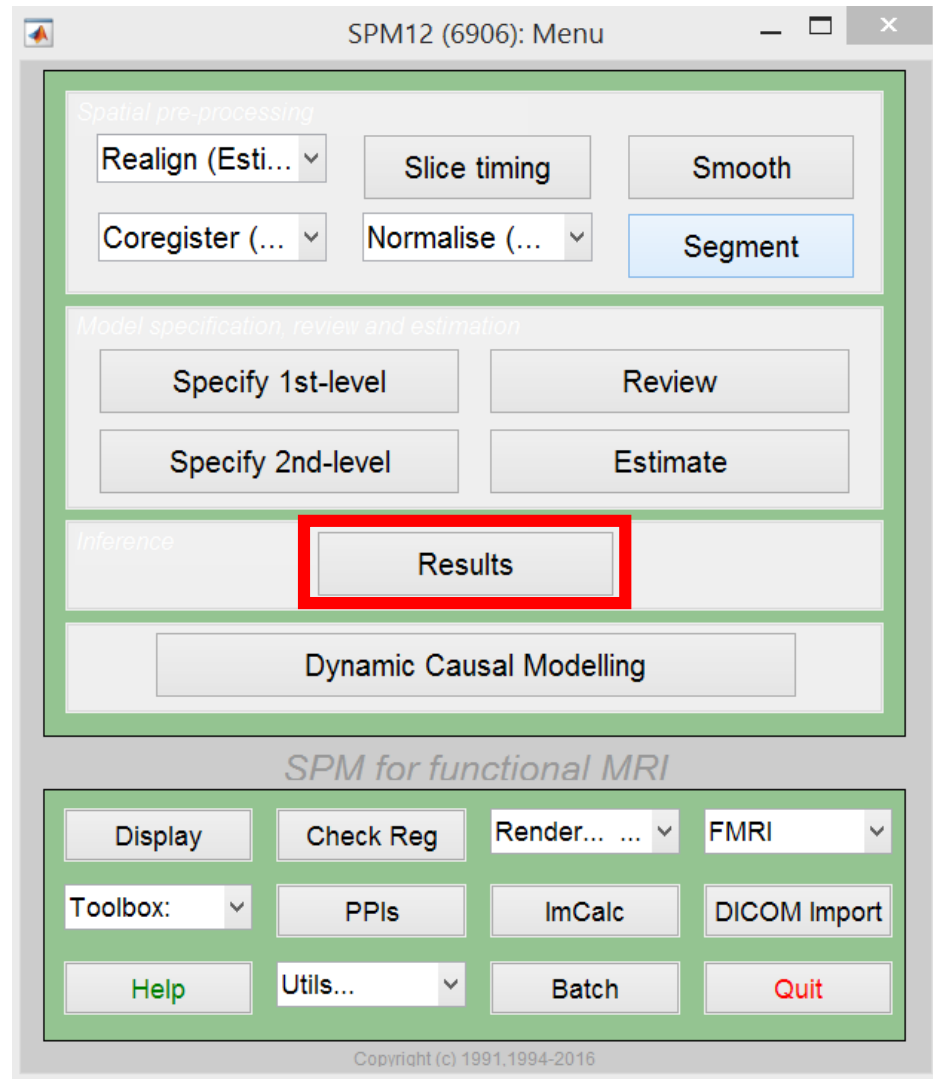 SPM12 (6906): Menu
Spatial pre-processing
Realign (Esti...
Slice timing
Smooth
Coregister (...
Normalise (...
Segment
Model specification, review and estimation
Specify 1st-level
Review
Specify 2nd-level
Estimate
Inference
Results
Dynamic Causal Modelling
SPM for functional MRI
Display
Check Reg
Render... ...
FMRI
Toolbox:
PPIs
ImCalc
DICOM Import
Help
Utils...
Batch
Quit
Copyright (c) 1991,1994-2016